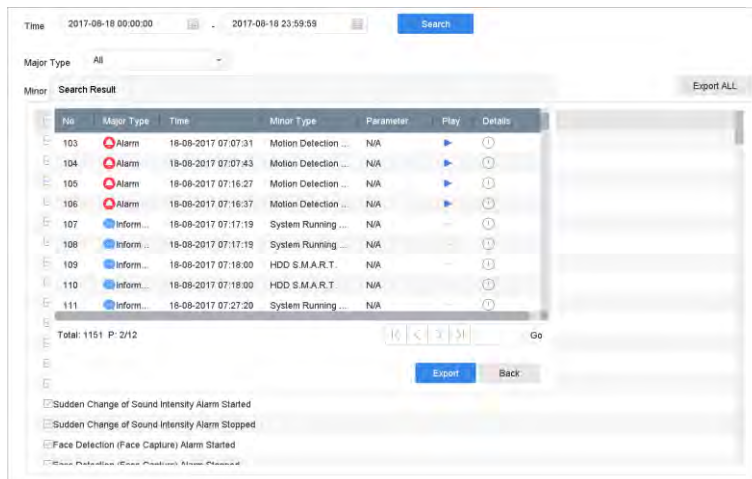 Time 2017-08-18 00:00:00 - 2017-08-18 23:59:59 Search
Major Type All
Minor Search Result Export ALL
No Major Type Time Minor Type Parameter Play Details
103 Alarm 18-08-2017 07:07:31 Motion Detection ... N/A
104 Alarm 18-08-2017 07:07:43 Motion Detection ... N/A
105 Alarm 18-08-2017 07:16:27 Motion Detection ... N/A
106 Alarm 18-08-2017 07:16:37 Motion Detection ... N/A
107 Inform... 18-08-2017 07:17:19 System Running ... N/A —
108 Inform... 18-08-2017 07:17:19 System Running ... N/A —
109 Inform... 18-08-2017 07:18:00 HDD S.M.A.R.T. N/A —
110 Inform... 18-08-2017 07:18:00 HDD S.M.A.R.T. N/A —
111 Inform... 18-08-2017 07:27:20 System Running ... N/A —
Total: 1151 P: 2/12 Go
Export Back
Sudden Change of Sound Intensity Alarm Started
Sudden Change of Sound Intensity Alarm Stopped
Face Detection (Face Capture) Alarm Started
Face Detection (Face Capture) Alarm Stopped